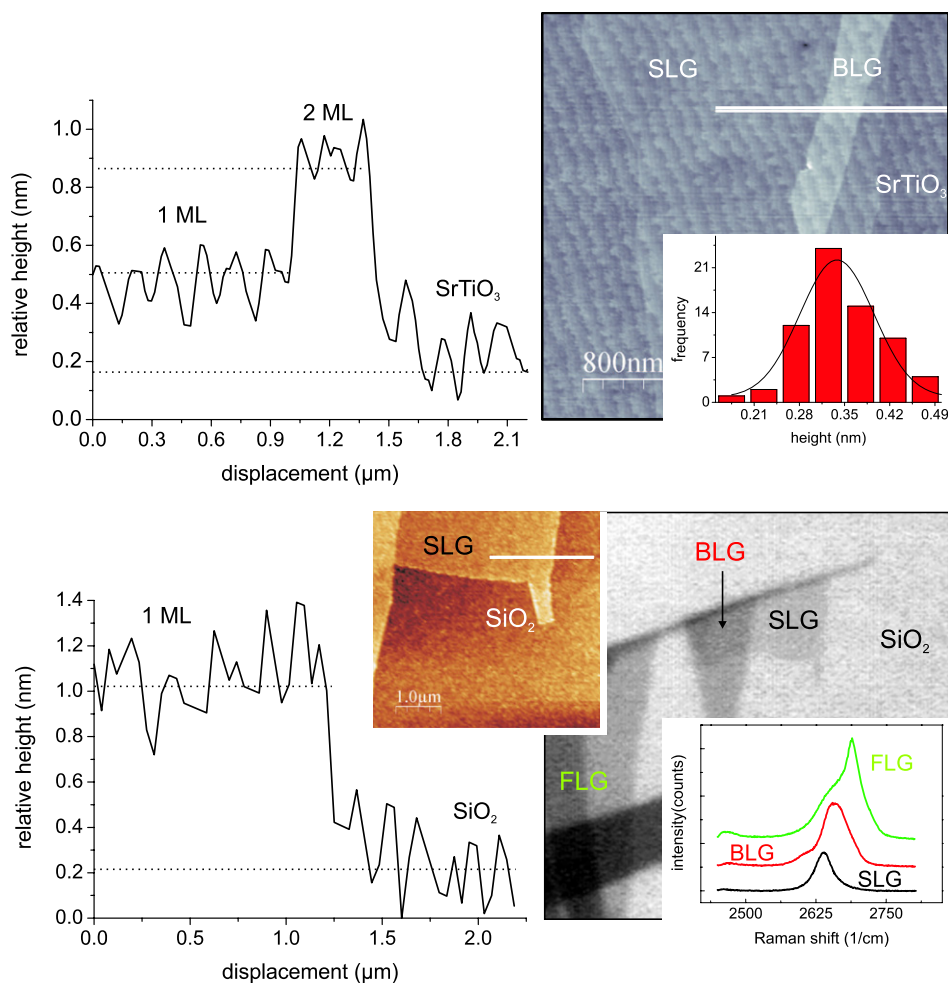 SLG
BLG
SrTiO3
800nm
relative height (nm)
1.0
0.8
0.6
0.4
0.2
0.0
1 ML
2 ML
SrTiO3
0.0 0.3 0.6 0.9 1.2 1.5 1.8 2.1
displacement (µm)
frequency
21
14
7
0
0.21 0.28 0.35 0.42 0.49
height (nm)
relative height (nm)
1.4
1.2
1.0
0.8
0.6
0.4
0.2
0.0
1 ML
SiO2
0.0 0.5 1.0 1.5 2.0
displacement (µm)
SLG
SiO2
1.0µm
BLG
SLG
SiO2
FLG
intensity(counts)
FLG
BLG
SLG
2500 2625 2750
Raman shift (1/cm)